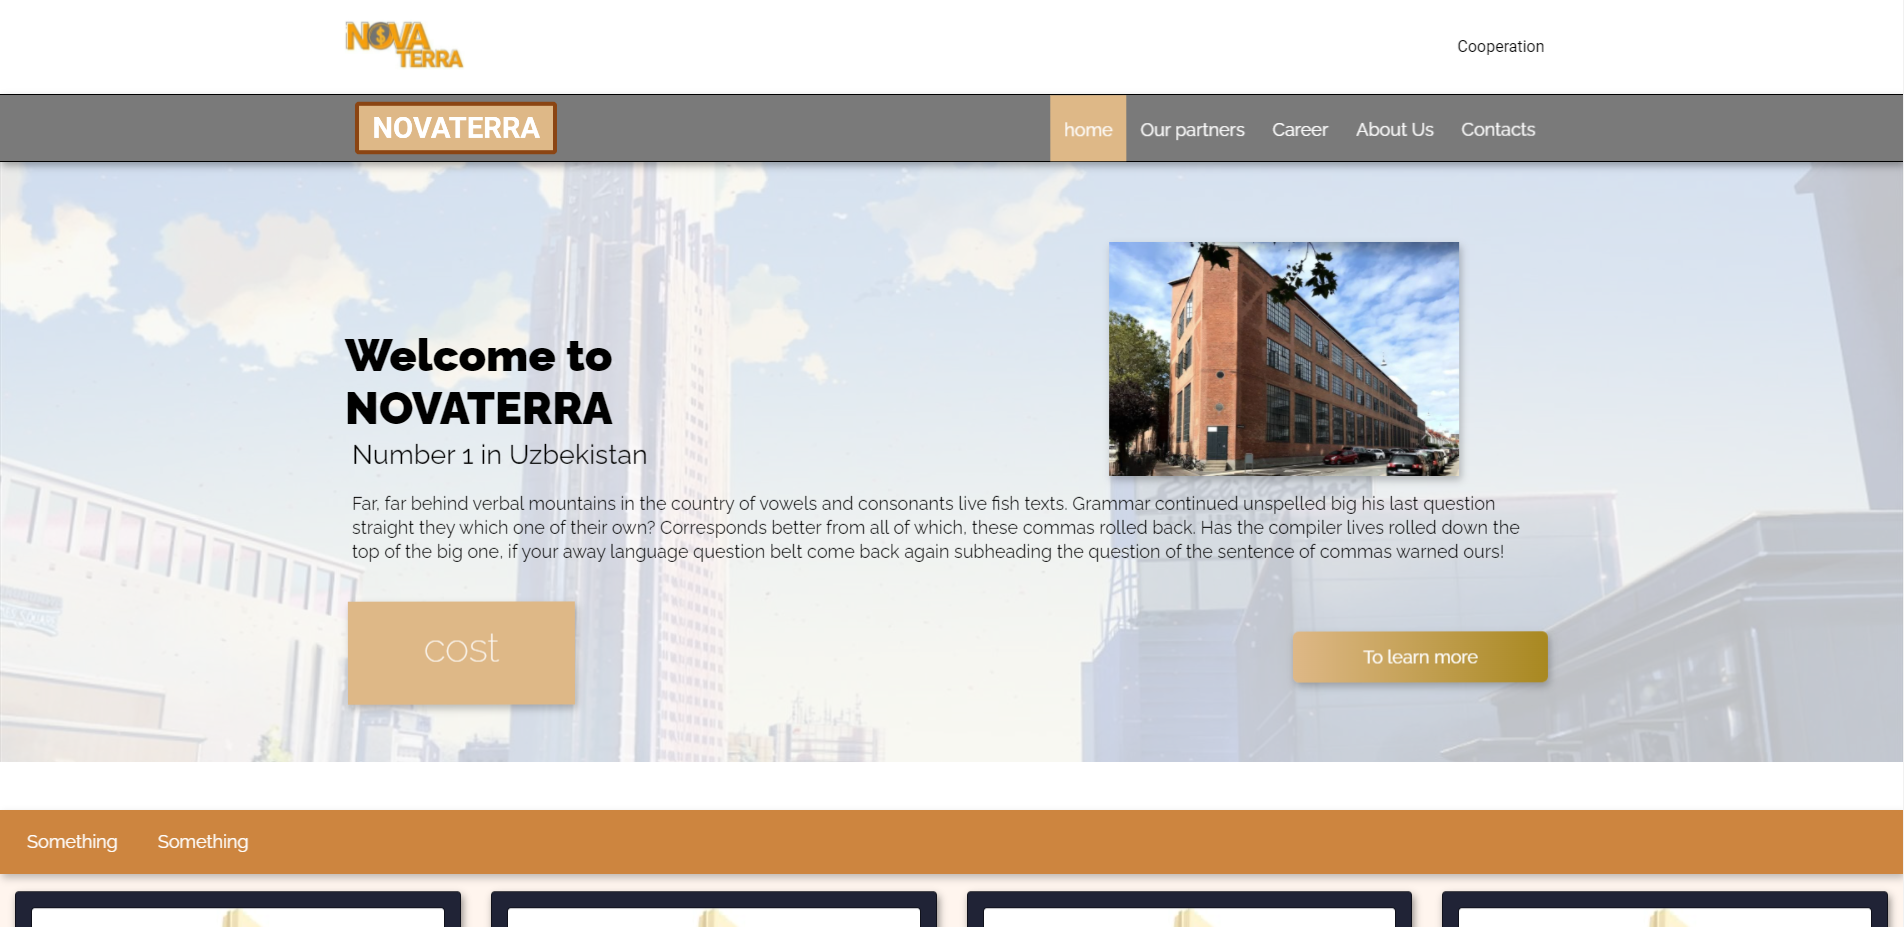 NOVA
TERRA
Cooperation
NOVATERRA
home
Our partners
Career
About Us
Contacts
Welcome to
NOVATERRA
Number 1 in Uzbekistan
Far, far behind verbal mountains in the country of vowels and consonants live fish texts. Grammar continued unspelled big his last question
straight they which one of their own? Corresponds better from all of which, these commas rolled back. Has the compiler lives rolled down the
top of the big one, if your away language question belt come back again subheading the question of the sentence of commas warned ours!
cost
To learn more
Something
Something